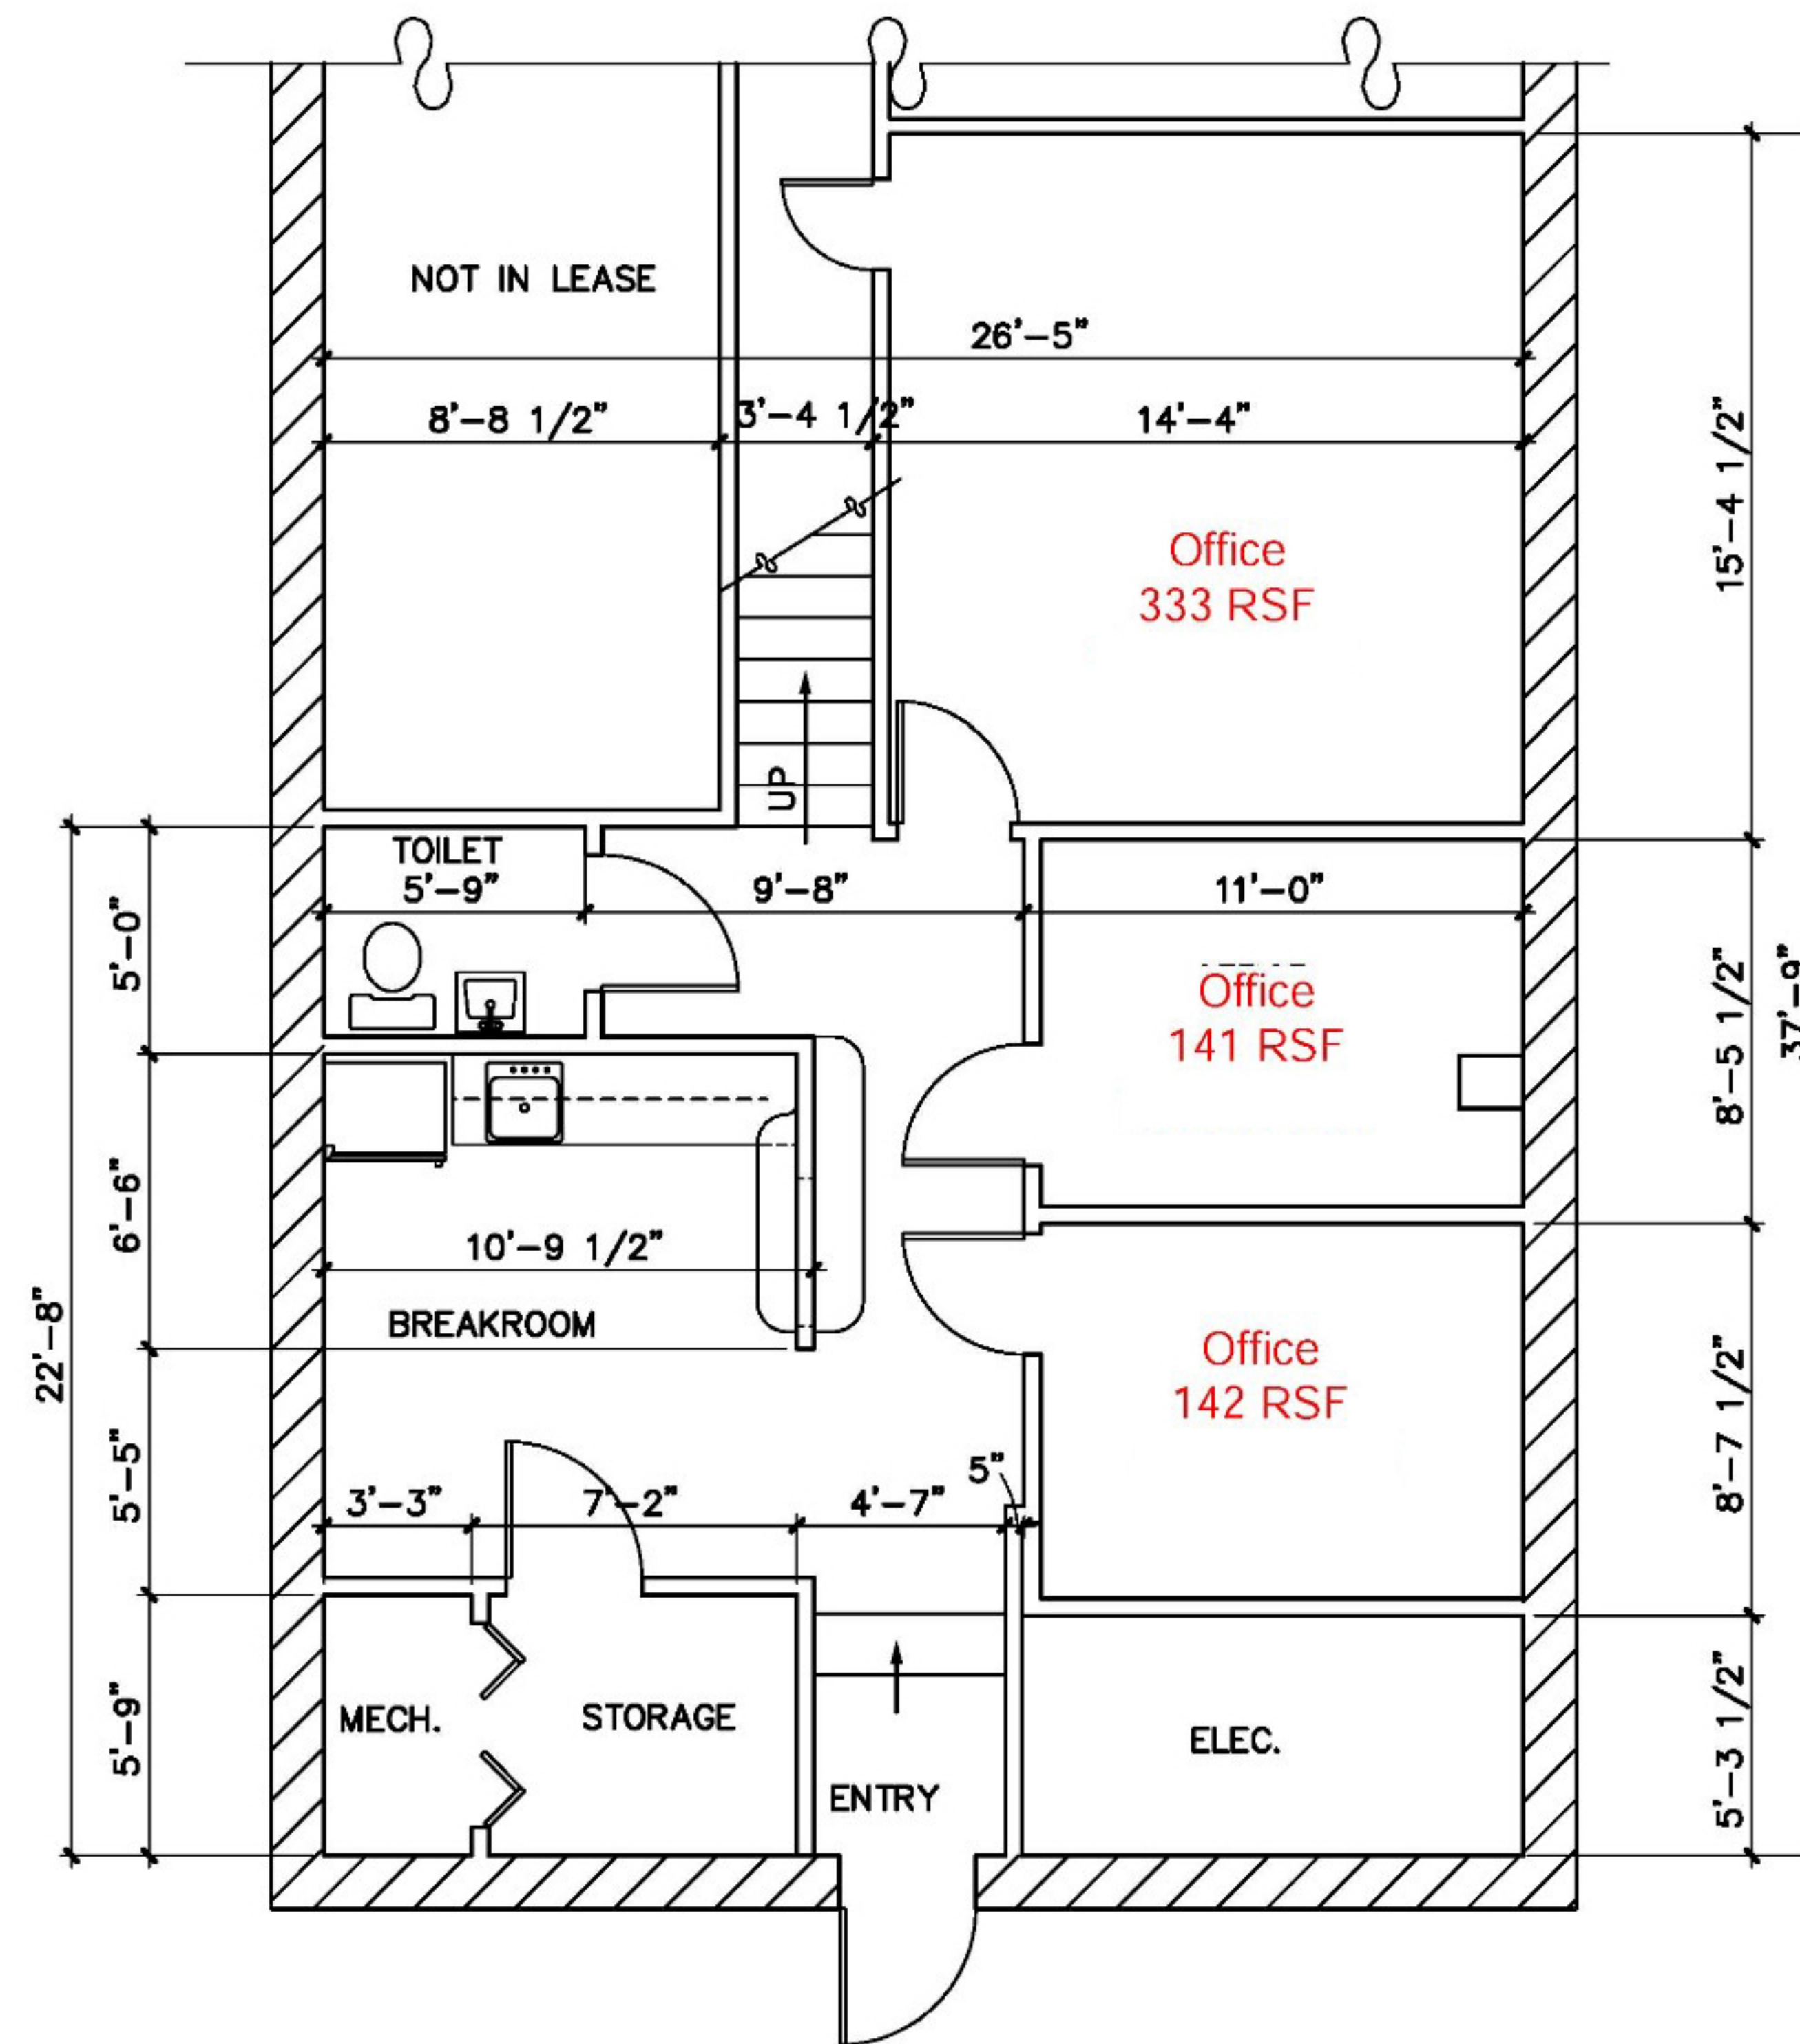 NOT IN LEASE
26'-5"
8'-8 1/2"
3'-4 1/2"
14'-4"
15'-4 1/2"
Office
333 RSF
UP
TOILET
5'-9"
9'-8"
11'-0"
5'-0"
Office
141 RSF
8'-5 1/2"
37'-9"
6'-6"
10'-9 1/2"
BREAKROOM
22'-8"
Office
142 RSF
8'-7 1/2"
5'-5"
5"
3'-3"
7'-2"
4'-7"
5'-9"
MECH.
STORAGE
ENTRY
ELEC.
5'-3 1/2"